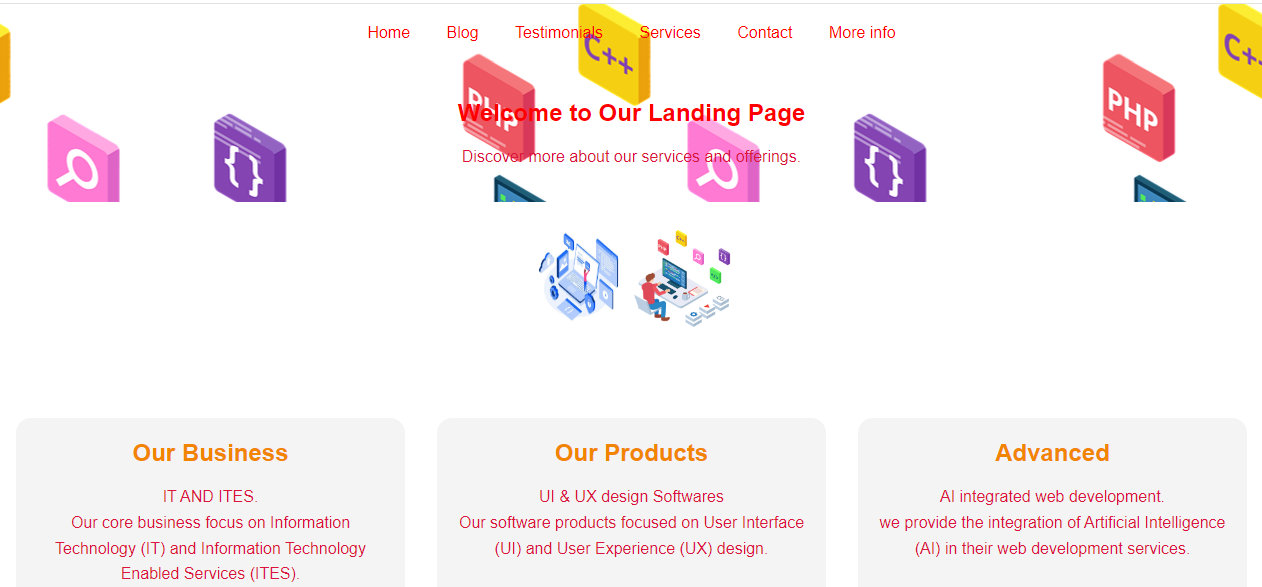 Home Blog Testimonials Services Contact More info
C++
C++
PHP
PHP
Welcome to Our Landing Page
{}
{}
Discover more about our services and offerings.
Our Business
IT AND ITES.
Our core business focus on Information
Technology (IT) and Information Technology
Enabled Services (ITES).
Our Products
UI & UX design Softwares
Our software products focused on User Interface
(UI) and User Experience (UX) design.
Advanced
AI integrated web development.
we provide the integration of Artificial Intelligence
(AI) in their web development services.